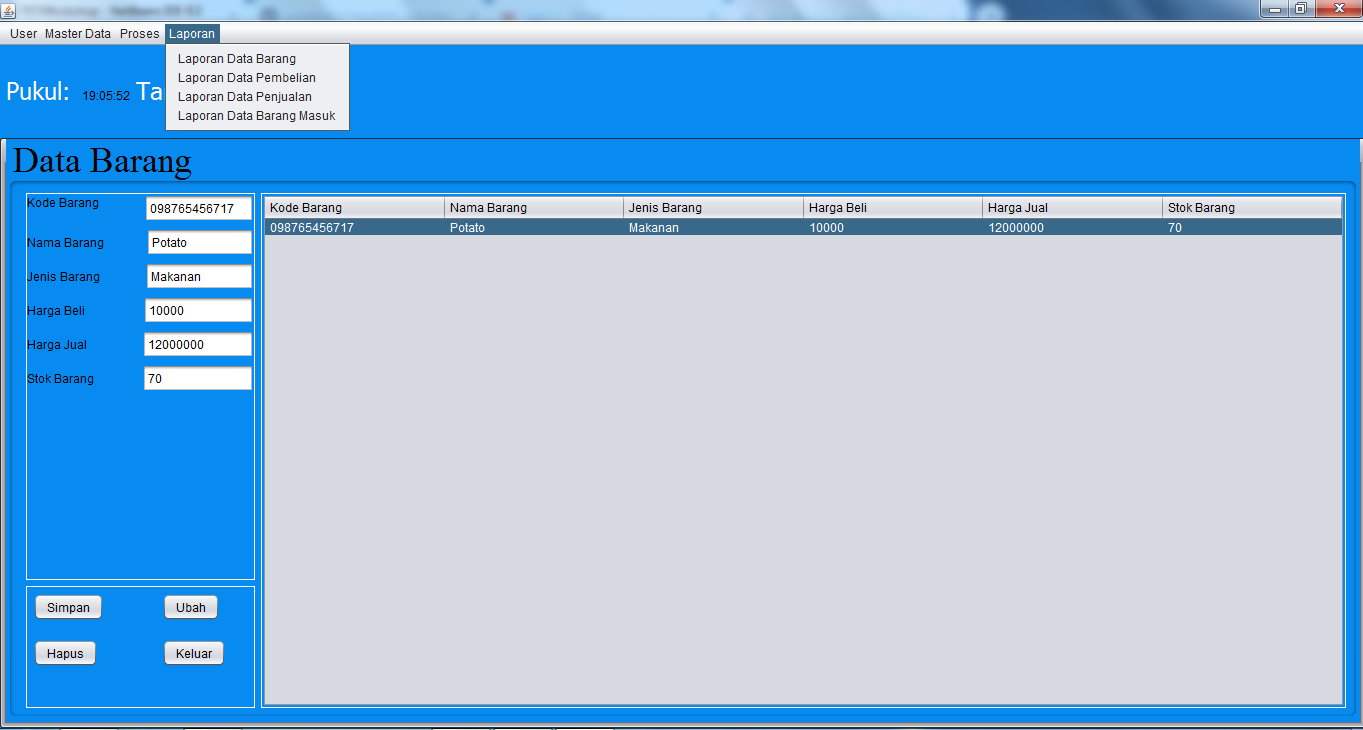 User Master Data Proses Laporan
Laporan Data Barang
Laporan Data Pembelian
Laporan Data Penjualan
Laporan Data Barang Masuk
Pukul: 19:05:52 Ta
Data Barang
Kode Barang 098765456717
Nama Barang Potato
Jenis Barang Makanan
Harga Beli 10000
Harga Jual 12000000
Stok Barang 70
Simpan Ubah
Hapus Keluar
Kode Barang Nama Barang Jenis Barang Harga Beli Harga Jual Stok Barang
098765456717 Potato Makanan 10000 12000000 70